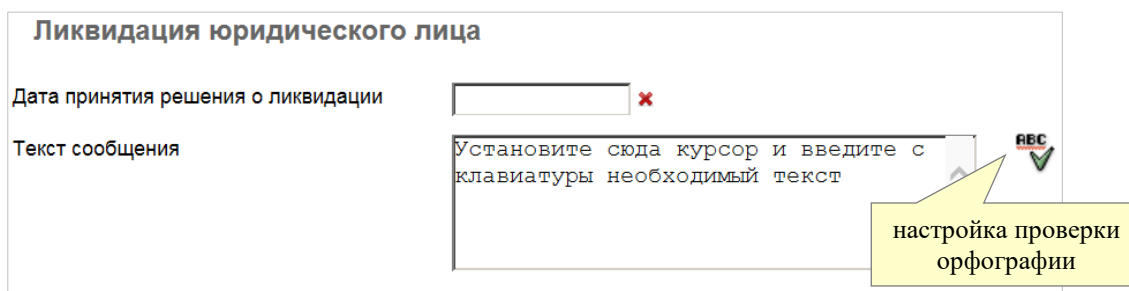 Ликвидация юридического лица
Дата принятия решения о ликвидации
Текст сообщения
Установите сюда курсор и введите с
клавиатуры необходимый текст
ABC
настройка проверки
орфографии